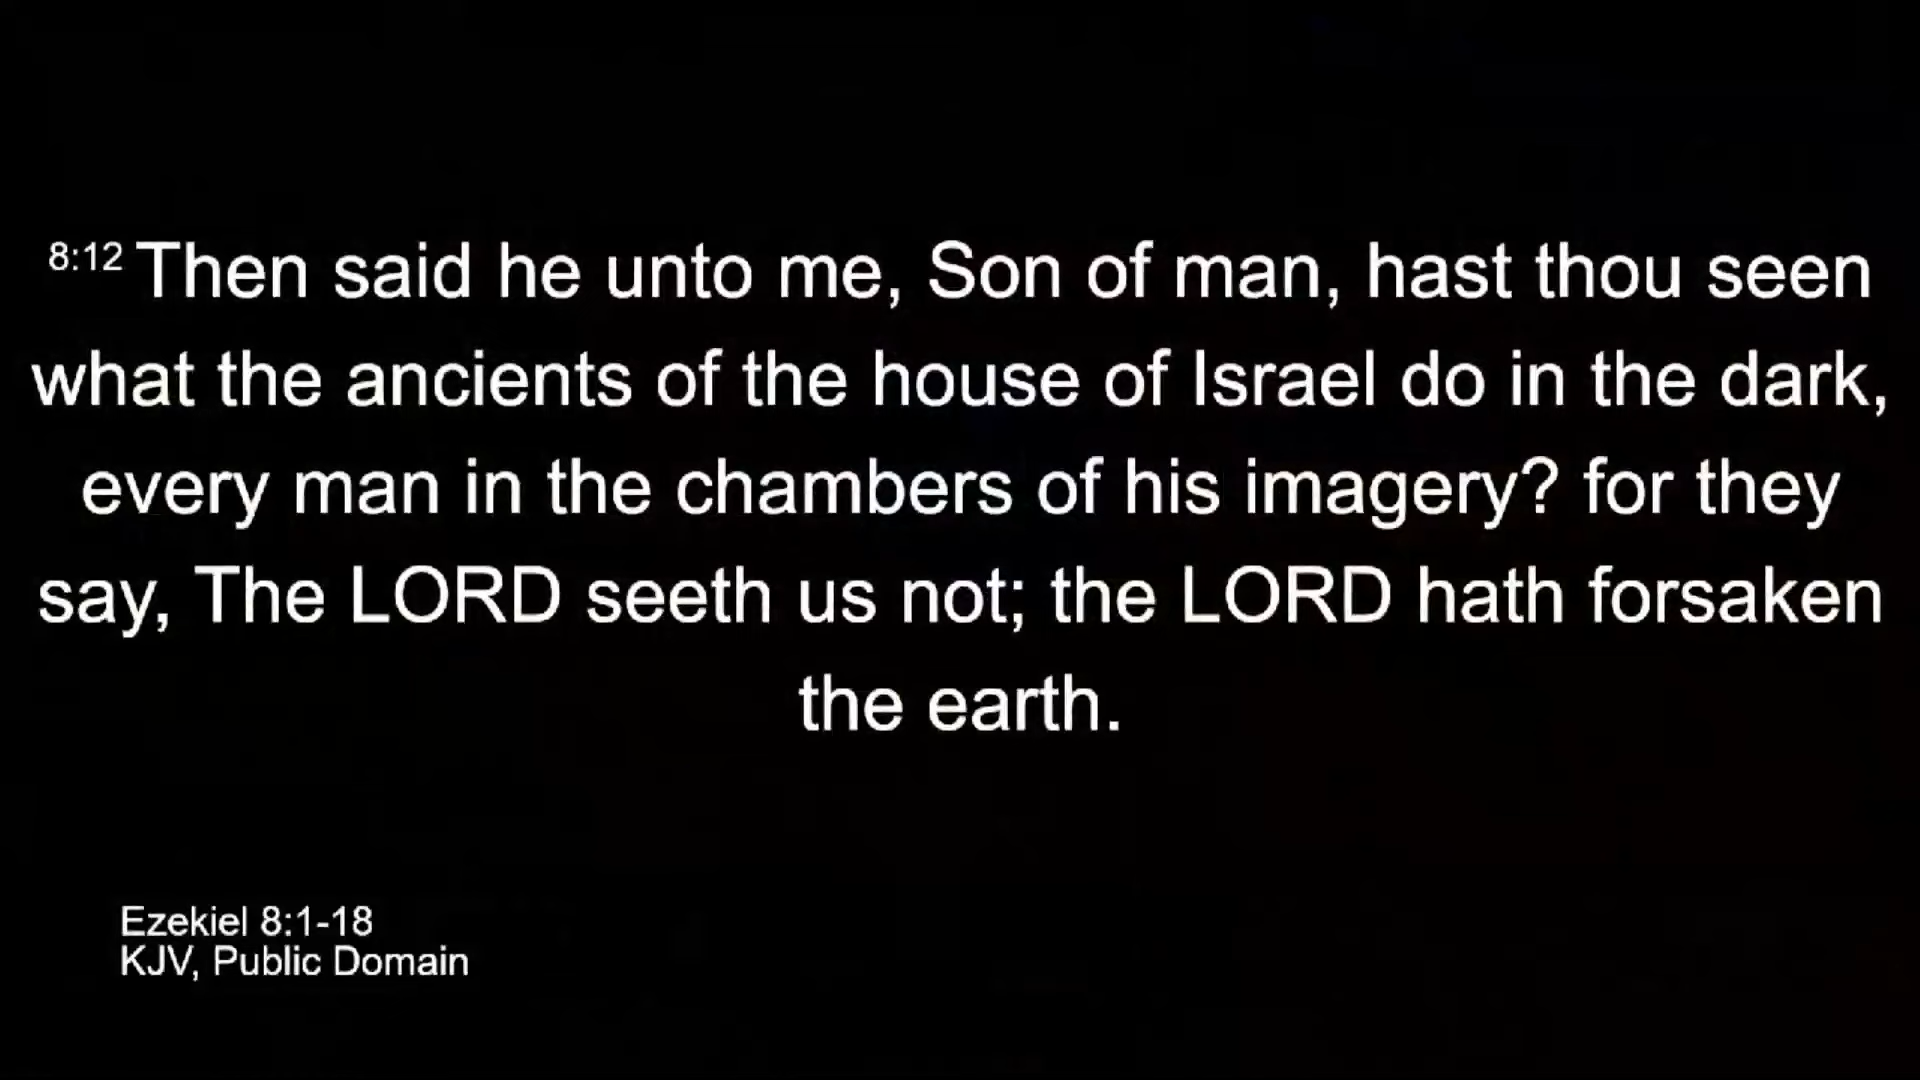 8:12 Then said he unto me, Son of man, hast thou seen
what the ancients of the house of Israel do in the dark,
every man in the chambers of his imagery? for they
say, The LORD seeth us not; the LORD hath forsaken
the earth.
Ezekiel 8:1-18
KJV, Public Domain